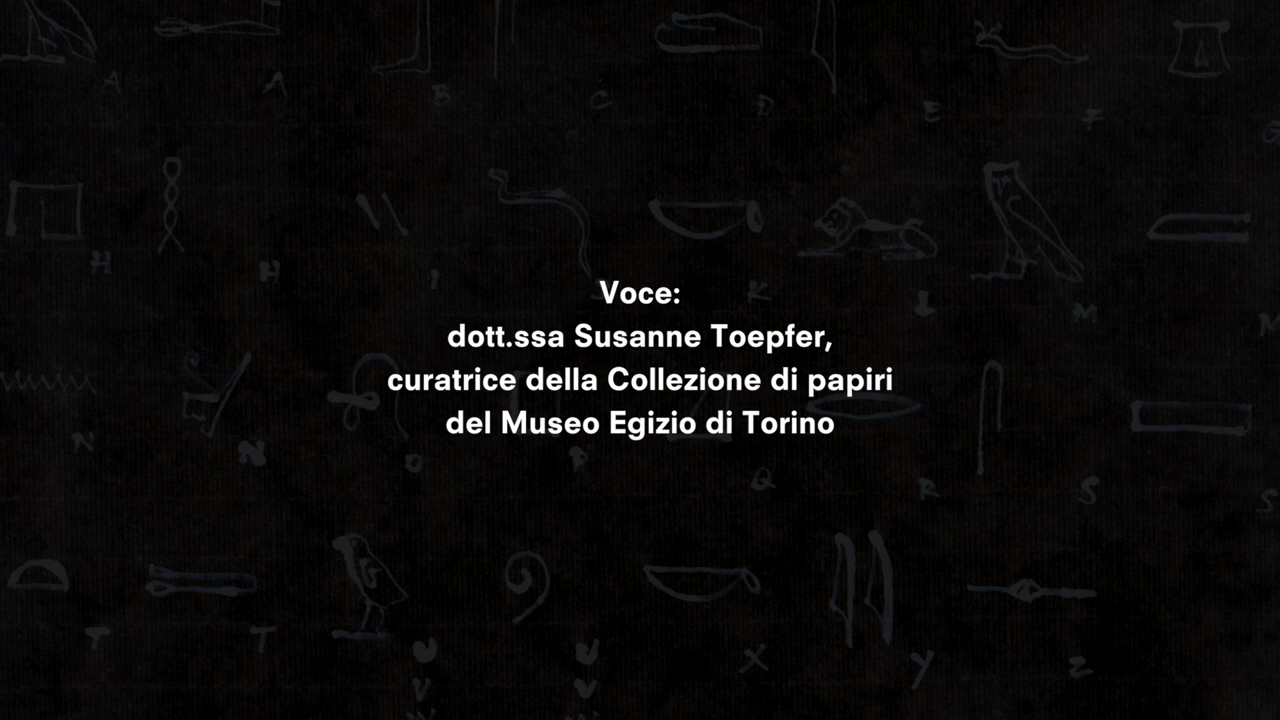 A A B C D E F G
H H I K L M N
Voce:
dott.ssa Susanne Toepfer,
curatrice della Collezione di papiri
del Museo Egizio di Torino
N N O P Q R S S
T T U U X Y Z
V V